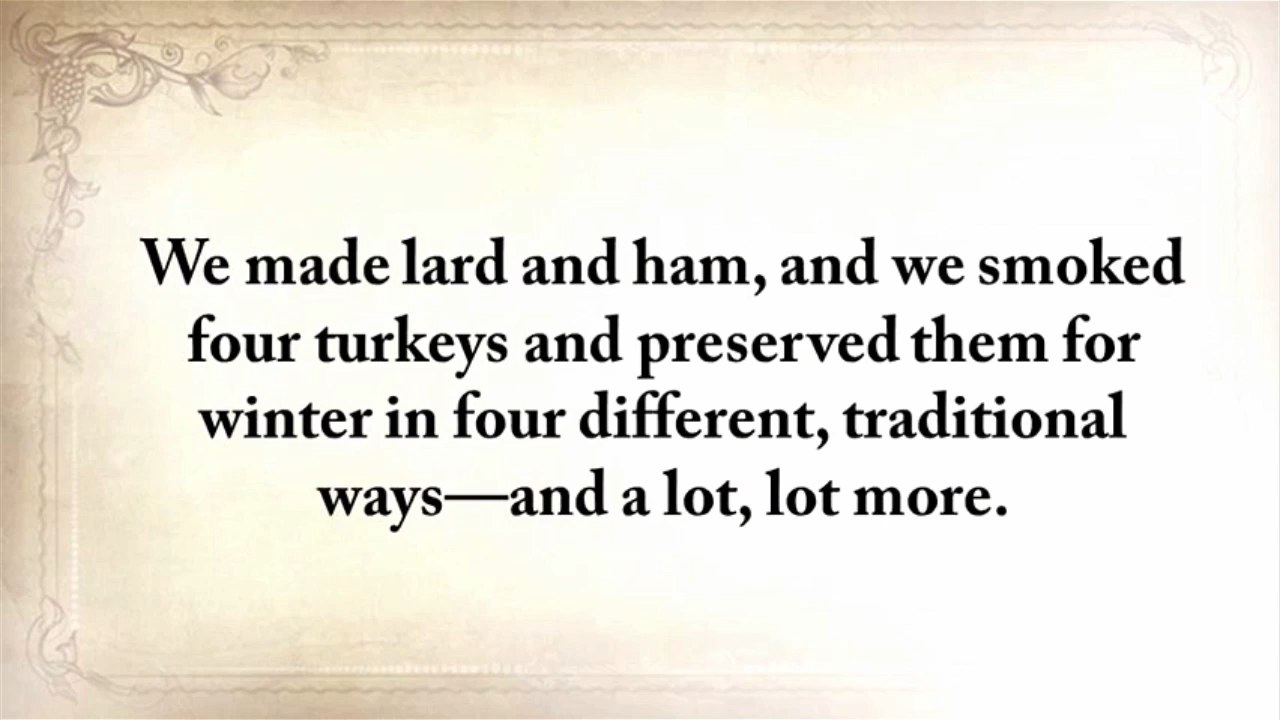 We made lard and ham, and we smoked
four turkeys and preserved them for
winter in four different, traditional
ways—and a lot, lot more.